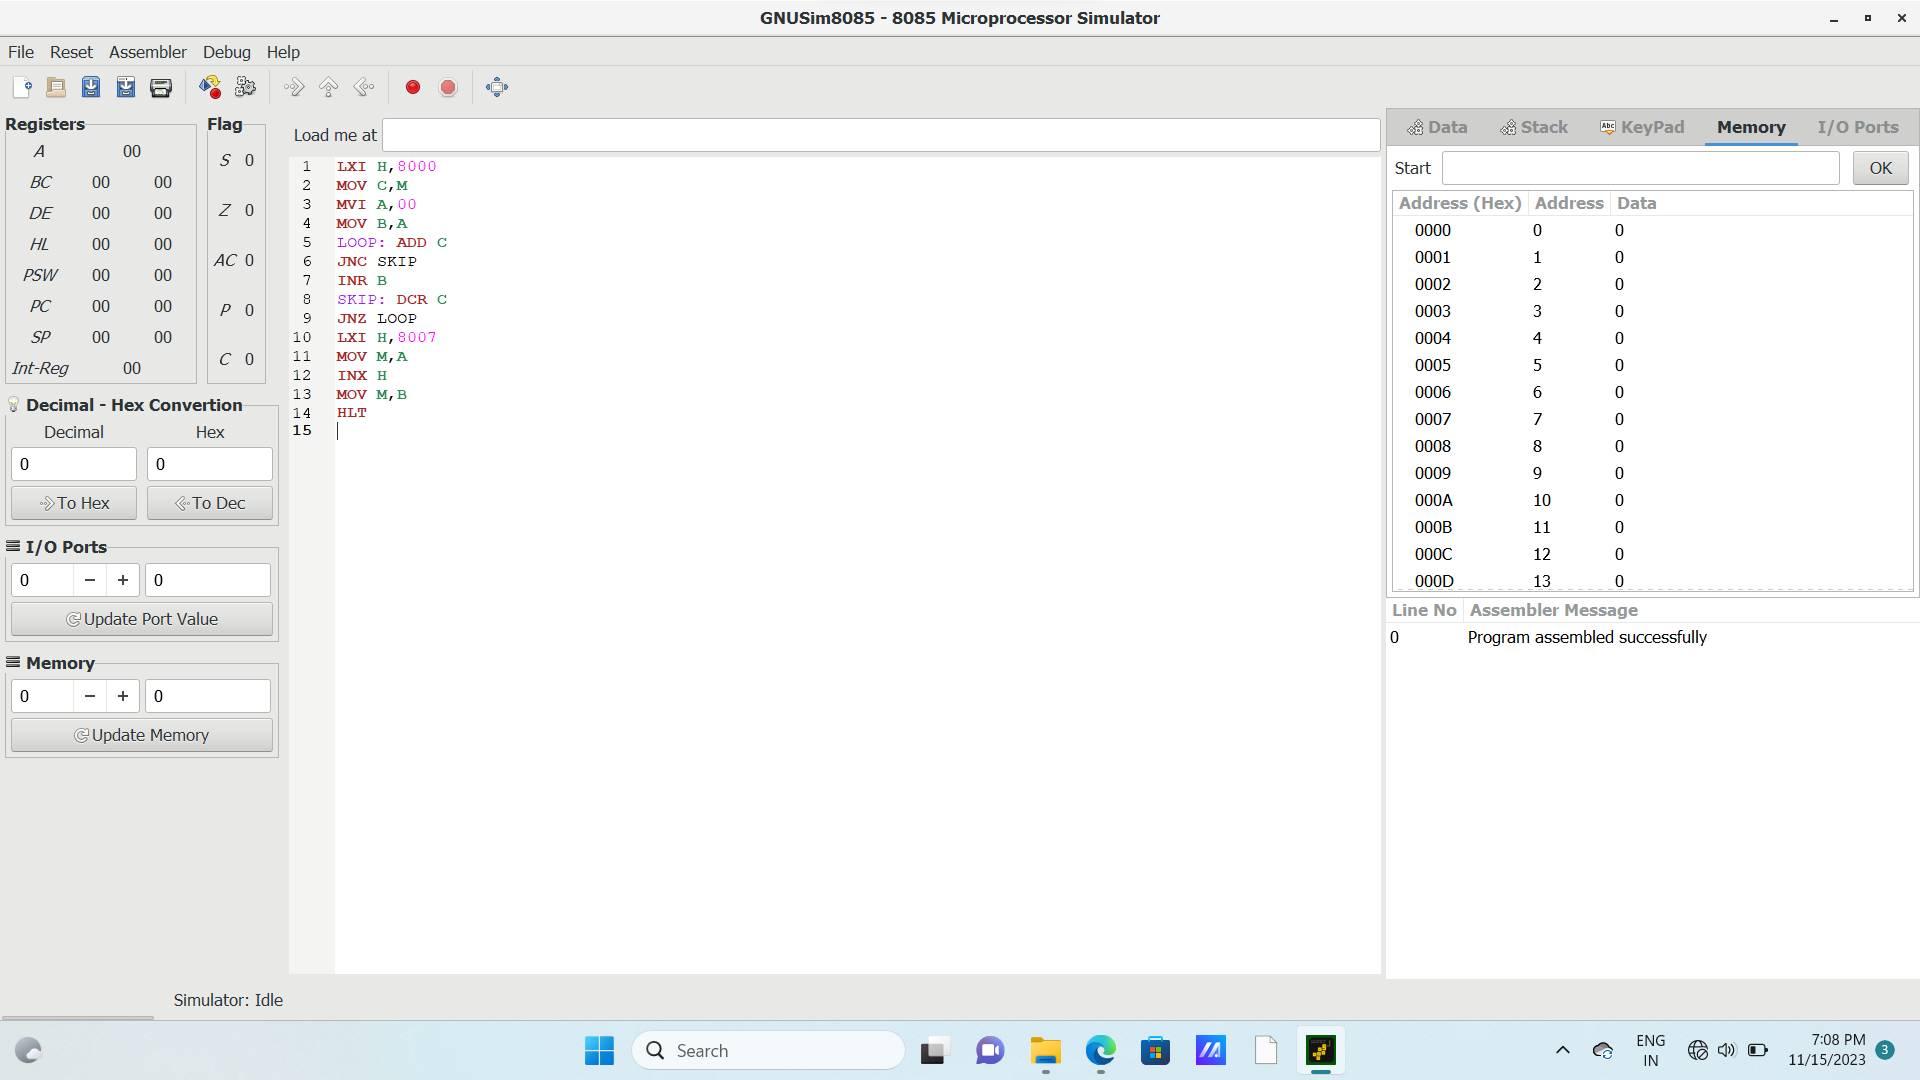 GNUSim8085 - 8085 Microprocessor Simulator
File Reset Assembler Debug Help
Registers
A 00
BC 00 00
DE 00 00
HL 00 00
PSW 00 00
PC 00 00
SP 00 00
Int-Reg 00
Flag
S 0
Z 0
AC 0
P 0
C 0
Decimal - Hex Convertion
Decimal Hex
0 0
To Hex To Dec
I/O Ports
0 − + 0
Update Port Value
Memory
0 − + 0
Update Memory
Load me at
1 LXI H,8000
2 MOV C,M
3 MVI A,00
4 MOV B,A
5 LOOP: ADD C
6 JNC SKIP
7 INR B
8 SKIP: DCR C
9 JNZ LOOP
10 LXI H,8007
11 MOV M,A
12 INX H
13 MOV M,B
14 HLT
15
Data Stack Abc KeyPad Memory I/O Ports
Start OK
Address (Hex) Address Data
0000 0 0
0001 1 0
0002 2 0
0003 3 0
0004 4 0
0005 5 0
0006 6 0
0007 7 0
0008 8 0
0009 9 0
000A 10 0
000B 11 0
000C 12 0
000D 13 0
Line No Assembler Message
0 Program assembled successfully
Simulator: Idle
Search
ENG
IN
7:08 PM
11/15/2023
3